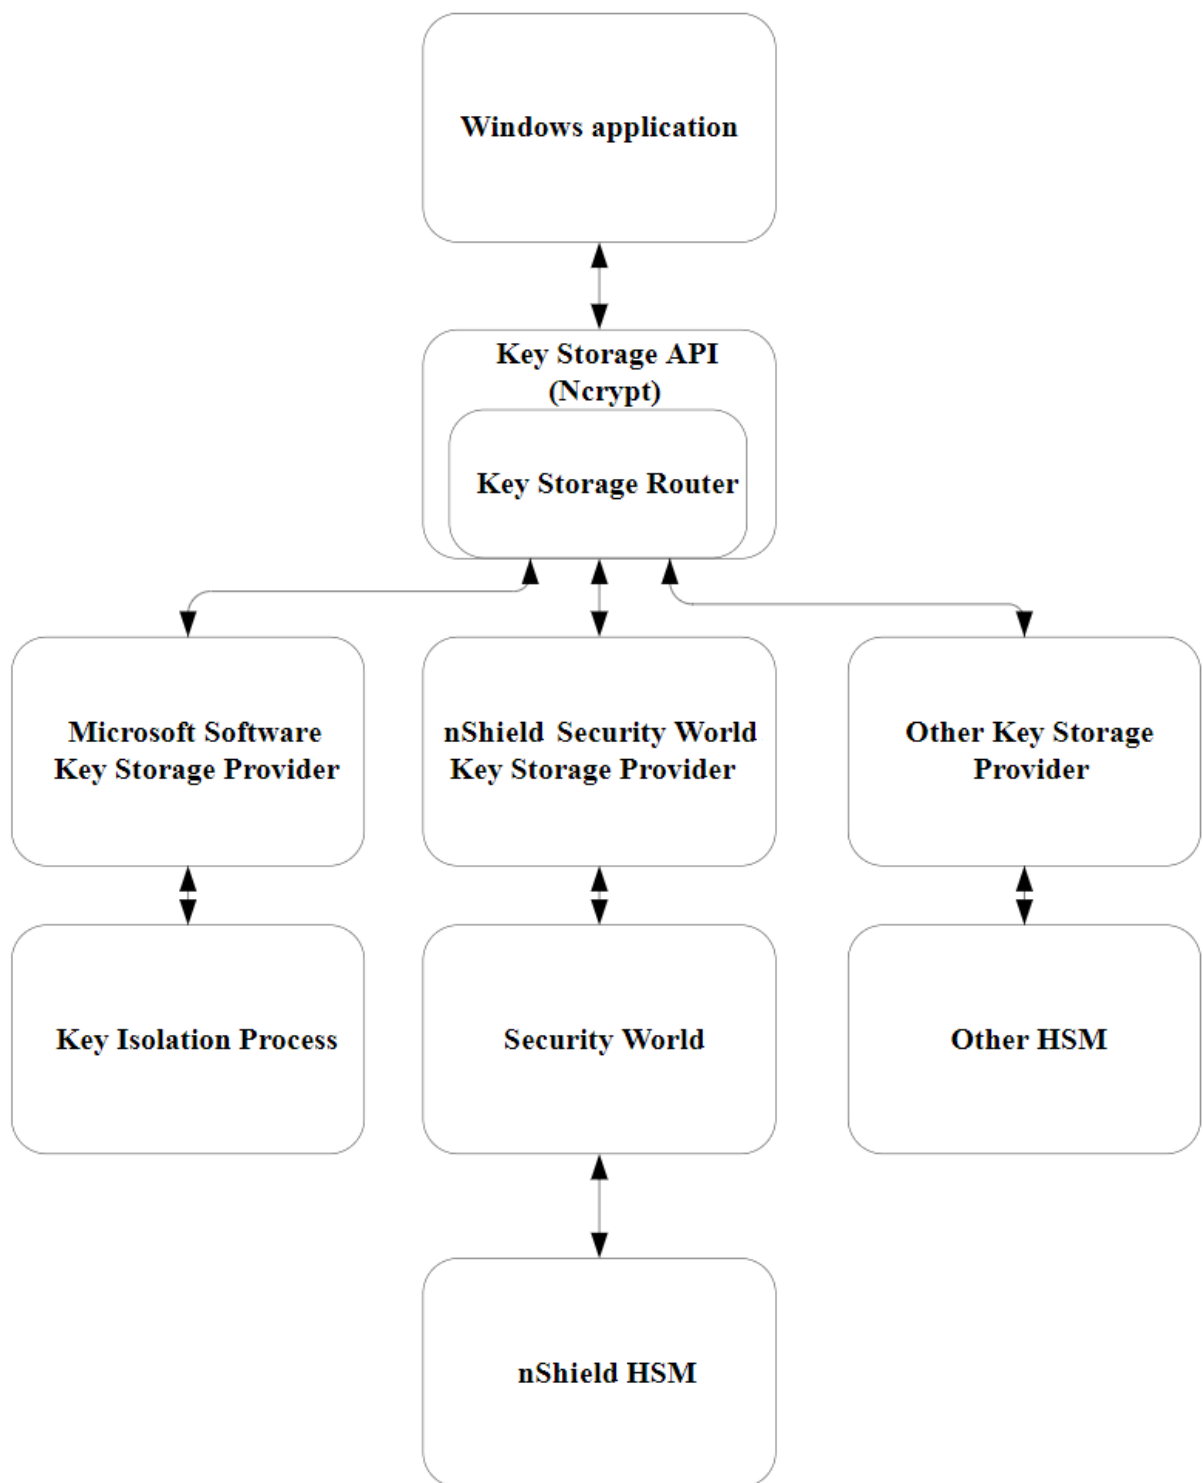 Windows application
Key Storage API
(Ncrypt)
Key Storage Router
Microsoft Software
Key Storage Provider
nShield Security World
Key Storage Provider
Other Key Storage
Provider
Key Isolation Process
Security World
Other HSM
nShield HSM